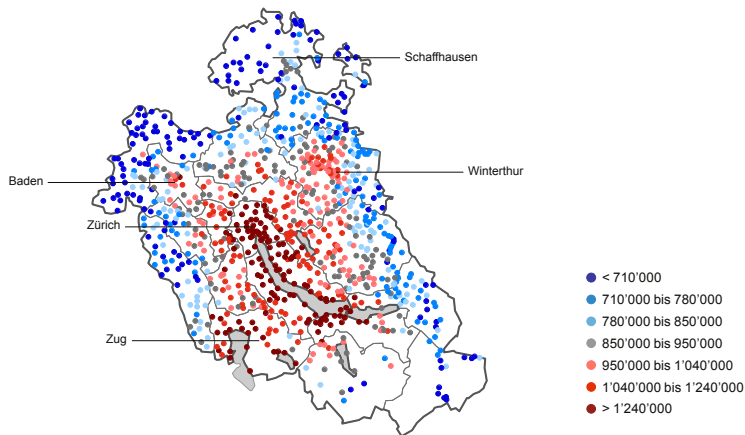 Schaffhausen
Winterthur
Baden
Zürich
Zug
< 710’000
710’000 bis 780’000
780’000 bis 850’000
850’000 bis 950’000
950’000 bis 1’040’000
1’040’000 bis 1’240’000
> 1’240’000